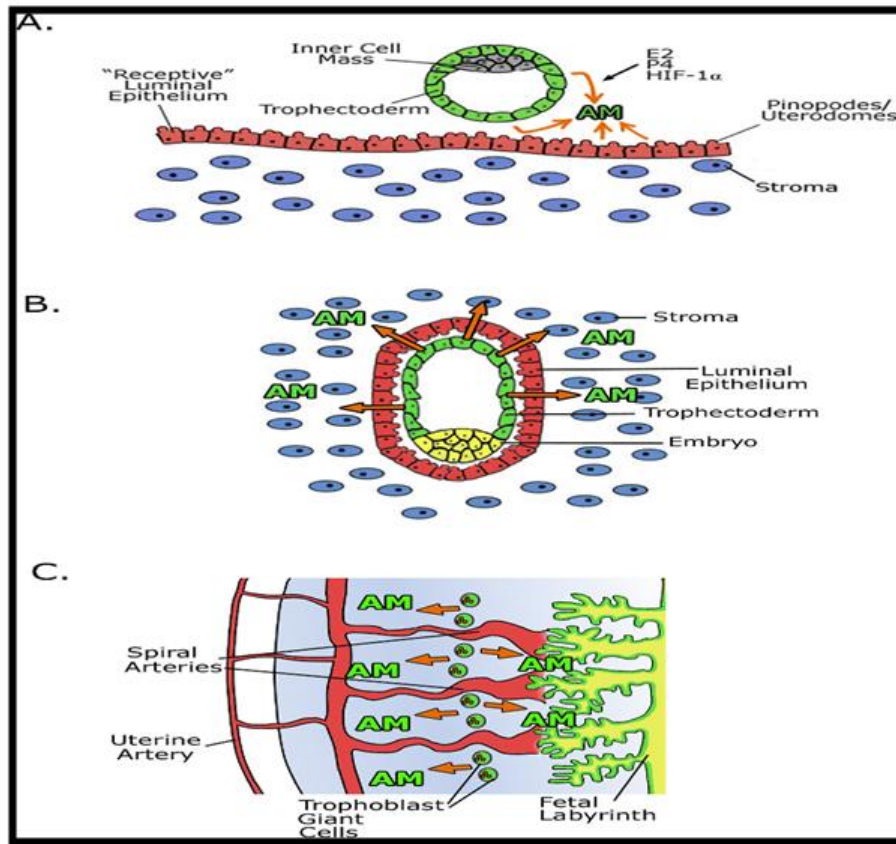 A.
Inner Cell
Mass
E2
P4
HIF-1α
"Receptive"
Luminal
Epithelium
Trophectoderm
AM
Pinopodes/
Uterodomes
Stroma
B.
AM
Stroma
AM
Luminal
Epithelium
AM
AM
Trophectoderm
Embryo
C.
AM
Spiral
Arteries
AM
AM
AM
AM
Uterine
Artery
AM
Trophoblast
Giant
Cells
Fetal
Labyrinth